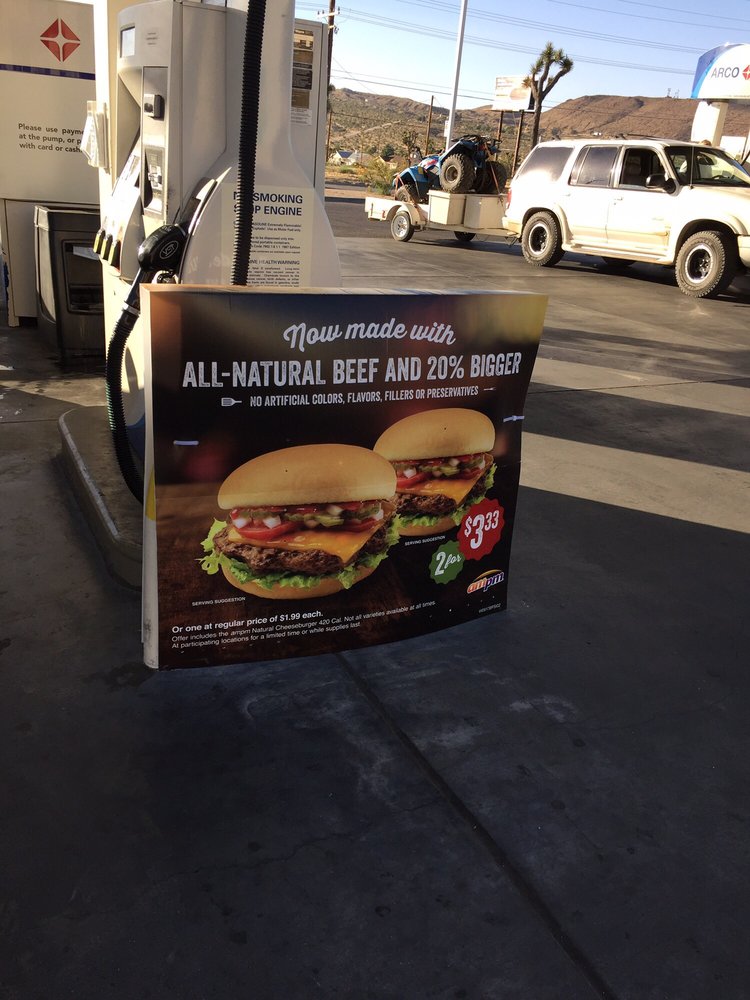 Please use payme
at the pump, or p
with card or cash
SMOKING
P ENGINE
HEALTH WARNING
ARCO
Now made with
ALL-NATURAL BEEF AND 20% BIGGER
NO ARTIFICIAL COLORS, FLAVORS, FILLERS OR PRESERVATIVES
SERVING SUGGESTION
2 for $3.33
ampm
SERVING SUGGESTION
Or one at regular price of $1.99 each.
Offer includes the ampm Natural Cheeseburger 420 Cal. Not all varieties available at all times.
At participating locations for a limited time or while supplies last.